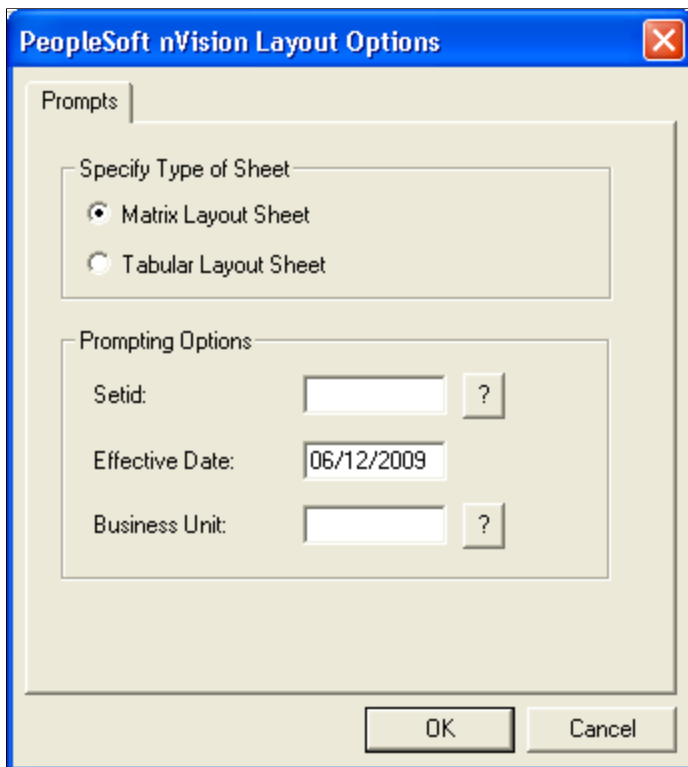 PeopleSoft nVision Layout Options
Prompts
Specify Type of Sheet
Matrix Layout Sheet
Tabular Layout Sheet
Prompting Options
Setid: ?
Effective Date: 06/12/2009
Business Unit: ?
OK Cancel